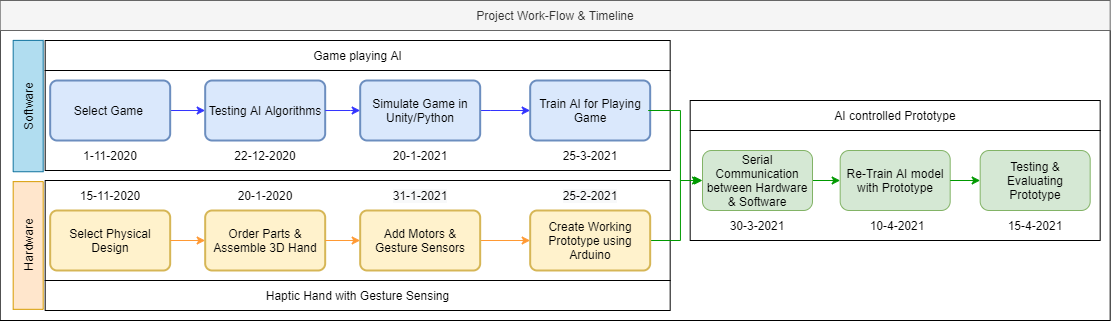 Project Work-Flow & Timeline
Software
Game playing AI
Select Game
Testing AI Algorithms
Simulate Game in
Unity/Python
Train AI for Playing
Game
1-11-2020
22-12-2020
20-1-2021
25-3-2021
Hardware
15-11-2020
20-1-2020
31-1-2021
25-2-2021
Select Physical
Design
Order Parts &
Assemble 3D Hand
Add Motors &
Gesture Sensors
Create Working
Prototype using
Arduino
Haptic Hand with Gesture Sensing
AI controlled Prototype
Serial
Communication
between Hardware
& Software
Re-Train AI model
with Prototype
Testing &
Evaluating
Prototype
30-3-2021
10-4-2021
15-4-2021